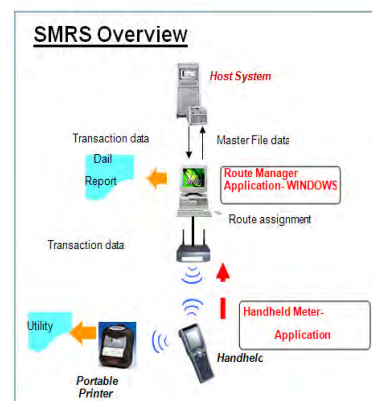 SMRS Overview
Host System
Transaction data
Master File data
Dail
Report
Route Manager
Application- WINDOWS
Route assignment
Transaction data
Handheld Meter-
Application
Utility
Handhelc
Portable
Printer